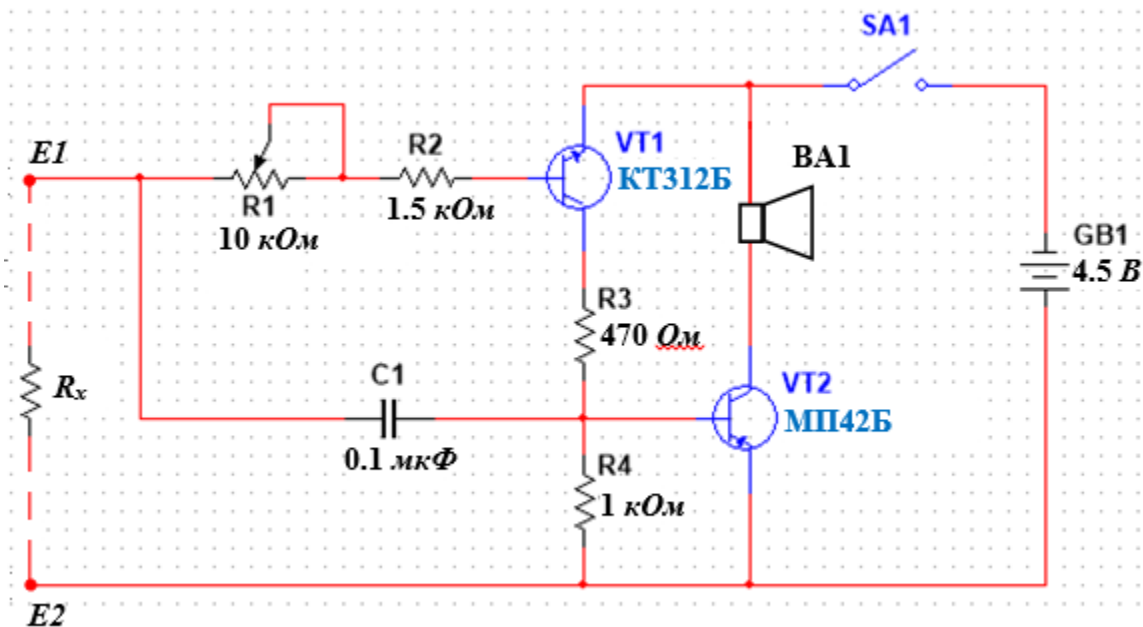 SA1
E1
R1
10 кОм
R2
1.5 кОм
VT1
КТ312Б
BA1
GB1
4.5 В
R3
470 Ом
Rx
C1
0.1 мкФ
VT2
МП42Б
R4
1 кОм
E2